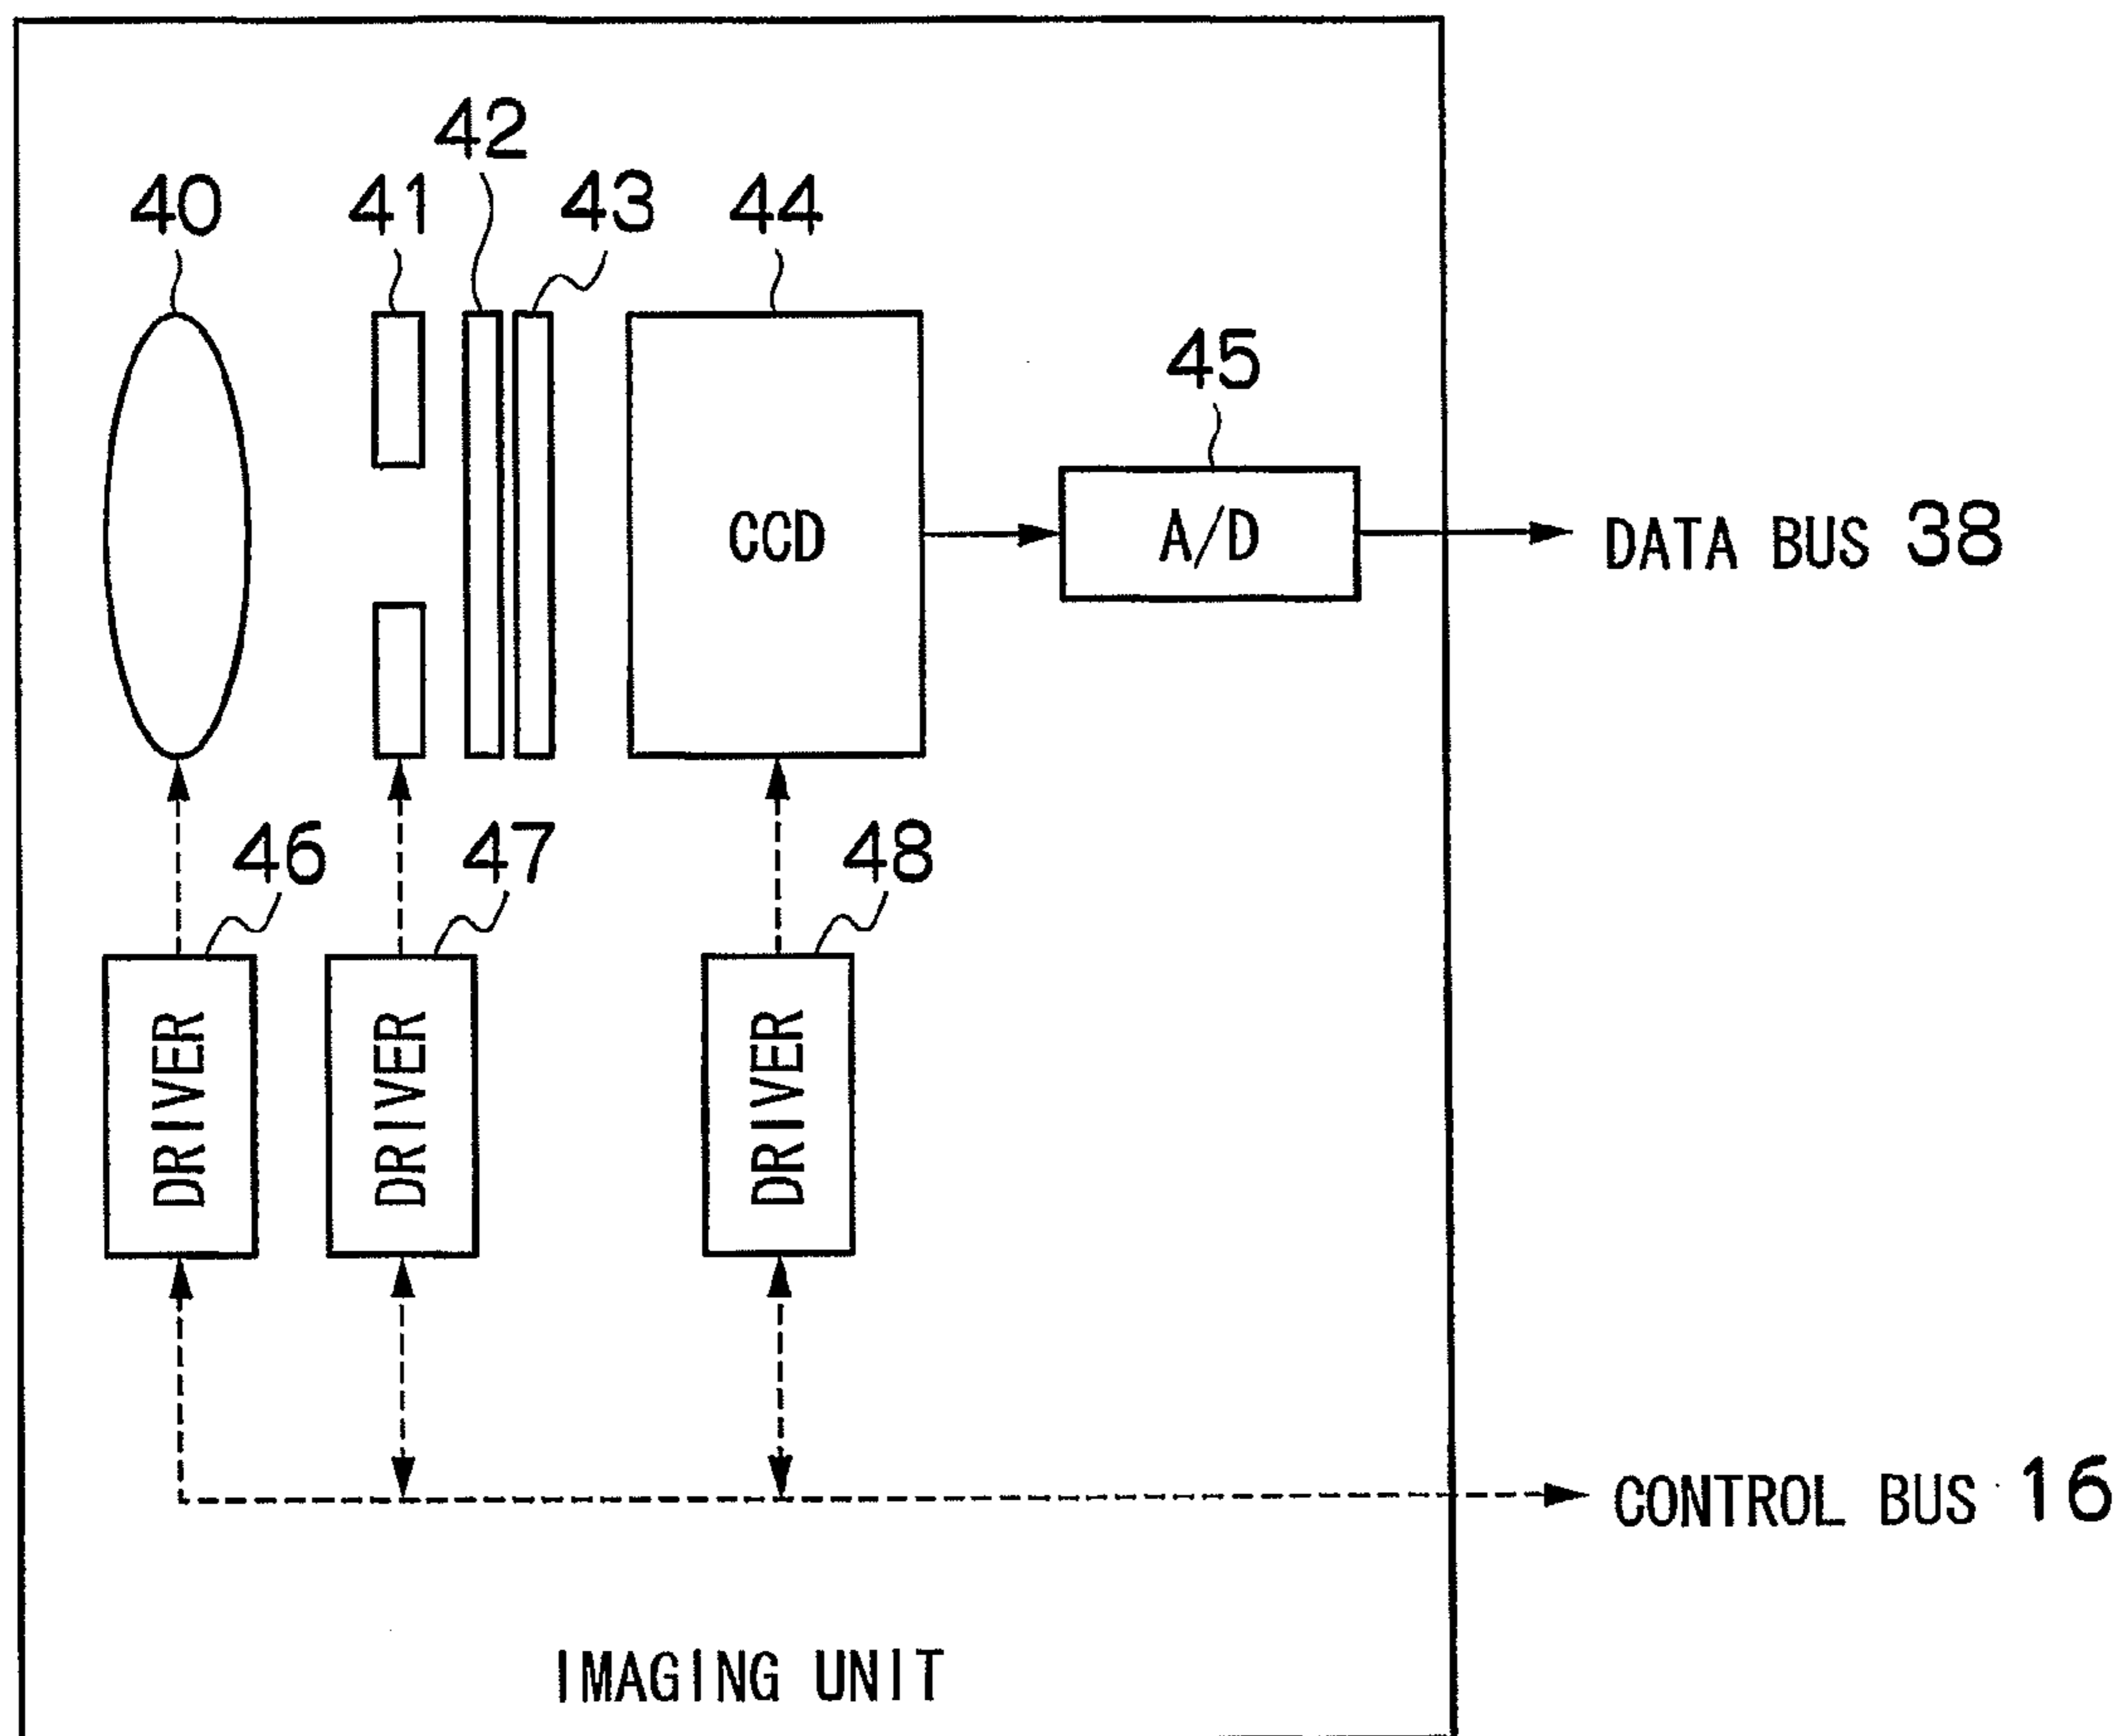 42
40 41 43 44
45
CCD
A/D
DATA BUS 38
46 47 48
DRIVER
DRIVER
DRIVER
CONTROL BUS 16
IMAGING UNIT